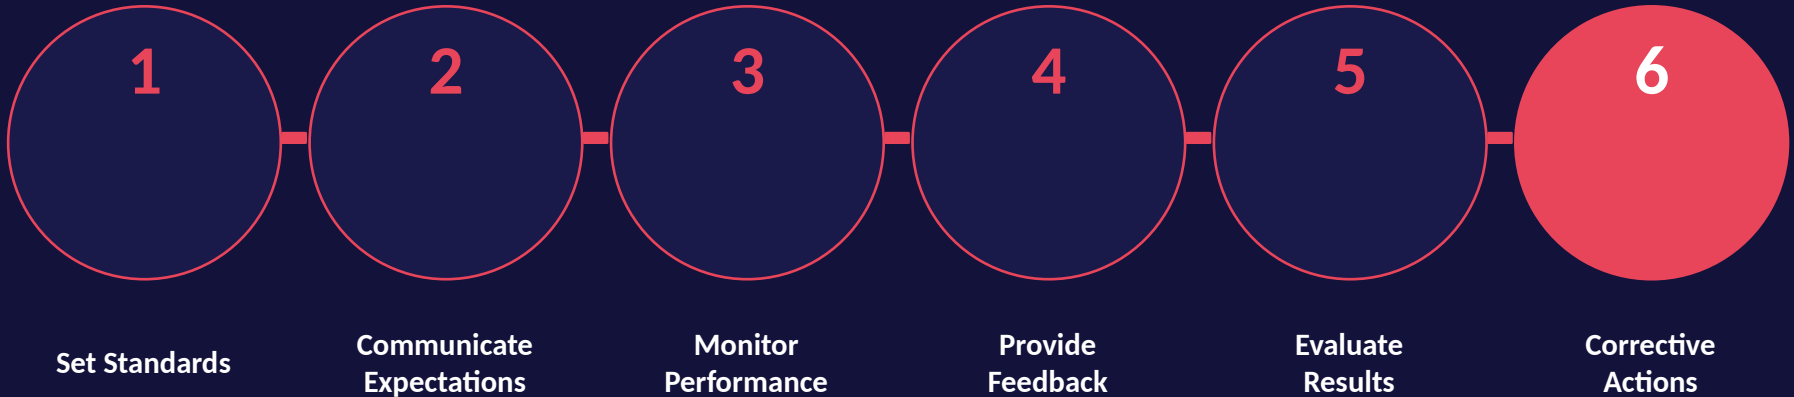 1
2
3
4
5
6
Set Standards
Communicate
Expectations
Monitor
Performance
Provide
Feedback
Evaluate
Results
Corrective
Actions